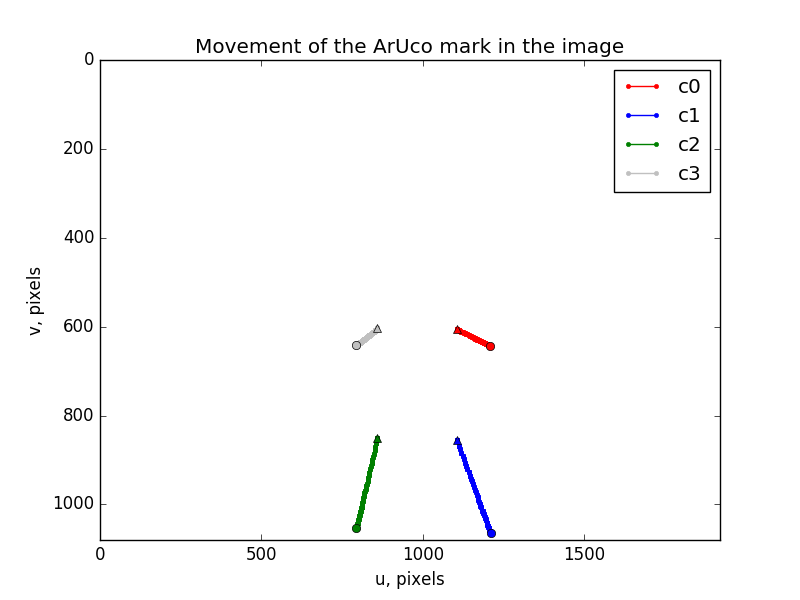 Movement of the ArUco mark in the image
0
200
400
600
800
1000
v, pixels
c0
c1
c2
c3
0 500 1000 1500
u, pixels